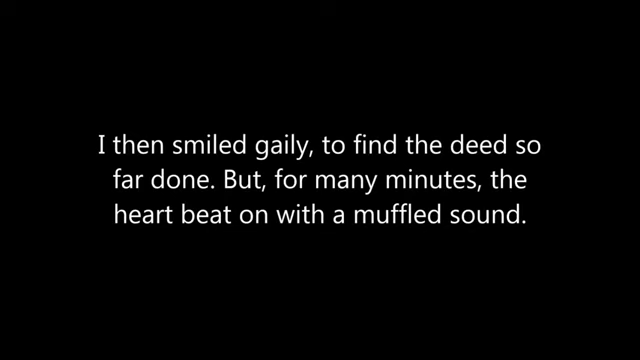 I then smiled gaily, to find the deed so
far done. But, for many minutes, the
heart beat on with a muffled sound.